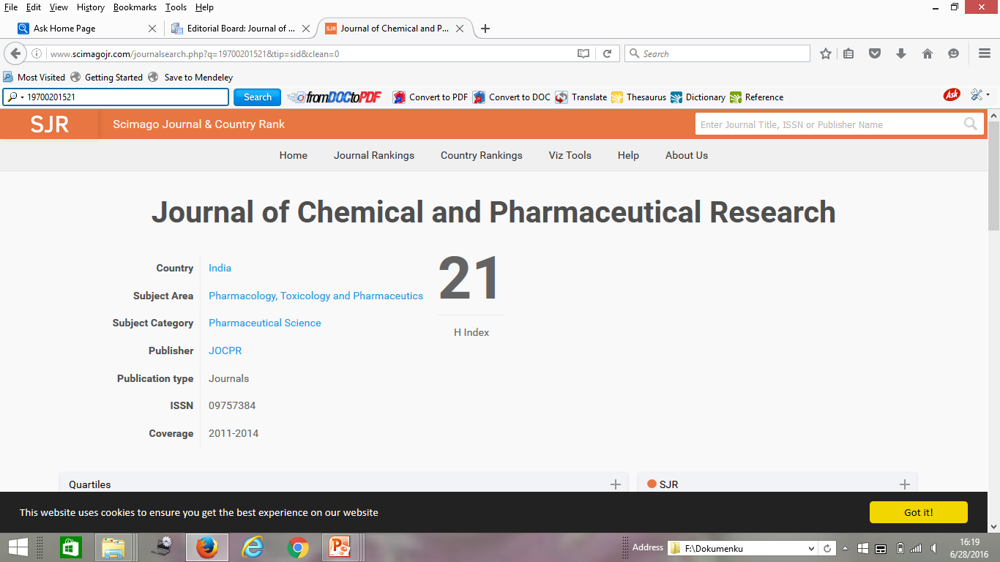 File Edit View History Bookmarks Tools Help
Ask Home Page Editorial Board: Journal of ... SJR Journal of Chemical and P...
www.scimagojr.com/journalsearch.php?q=19700201521&tip=sid&clean=0 Search
Most Visited Getting Started Save to Mendeley
19700201521 Search fromDOCtoPDF Convert to PDF Convert to DOC Translate Thesaurus Dictionary Reference Ask
SJR Scimago Journal & Country Rank Enter Journal Title, ISSN or Publisher Name
Home Journal Rankings Country Rankings Viz Tools Help About Us
Journal of Chemical and Pharmaceutical Research
Country India
Subject Area Pharmacology, Toxicology and Pharmaceutics
Subject Category Pharmaceutical Science
Publisher JOCPR
Publication type Journals
ISSN 09757384
Coverage 2011-2014
21
H Index
Quartiles
SJR
This website uses cookies to ensure you get the best experience on our website Got it!
Address F:\Dokumenku
16:19
6/28/2016